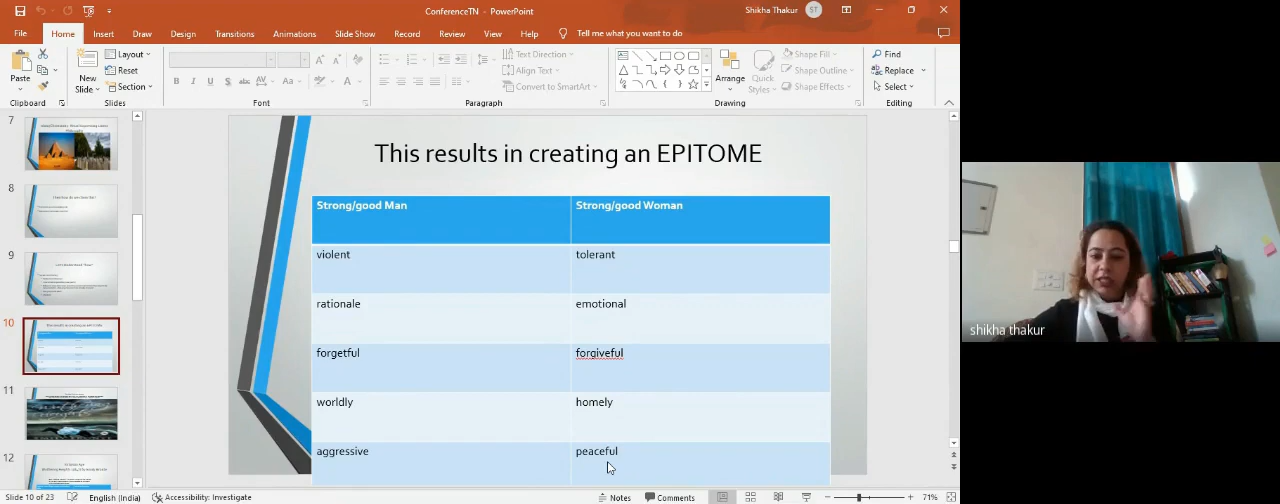 ConferenceTN - PowerPoint
Shikha Thakur
ST
File
Home
Insert
Draw
Design
Transitions
Animations
Slide Show
Record
Review
View
Help
Tell me what you want to do
Paste
Clipboard
New
Slide
Layout
Reset
Section
Slides
B
I
U
S
abc
AV
Aa
Font
Text Direction
Align Text
Convert to SmartArt
Paragraph
Arrange
Quick
Styles
Shape Fill
Shape Outline
Shape Effects
Drawing
Find
Replace
Select
Editing
7
8
9
10
11
12
This results in creating an EPITOME
Strong/good Man
Strong/good Woman
violent
tolerant
rationale
emotional
forgetful
forgiveful
worldly
homely
aggressive
peaceful
shikha thakur
Slide 10 of 23
English (India)
Accessibility: Investigate
Notes
Comments
71%